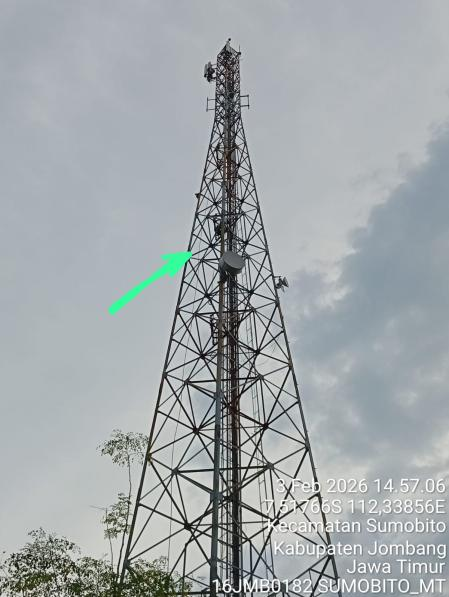 3 Feb 2026 14.57.06
7,51766S 112,33856E
Kecamatan Sumobito
Kabupaten Jombang
Jawa Timur
16JMB0182 SUMOBITO_MT